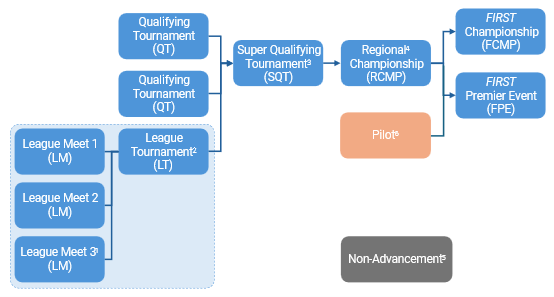 Qualifying
Tournament
(QT)
Qualifying
Tournament
(QT)
League Meet 1
(LM)
League Meet 2
(LM)
League Meet 3¹
(LM)
League
Tournament²
(LT)
Super Qualifying
Tournament³
(SQT)
Regional⁴
Championship
(RCMP)
FIRST
Championship
(FCMP)
FIRST
Premier Event
(FPE)
Pilot⁶
Non-Advancement⁵